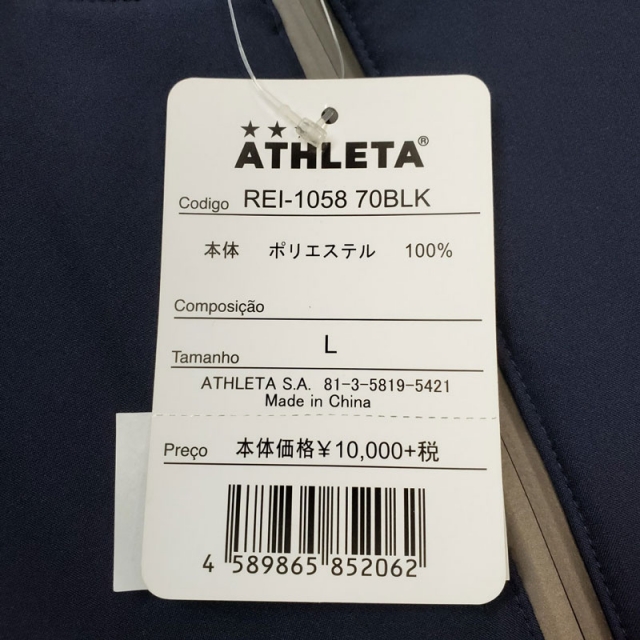 ATHLETA®
Codigo REI-1058 70BLK
本体 ポリエステル 100%
Composição
Tamanho L
ATHLETA S.A. 81-3-5819-5421
Made in China
Preço 本体価格¥10,000+税
4 589865 852062